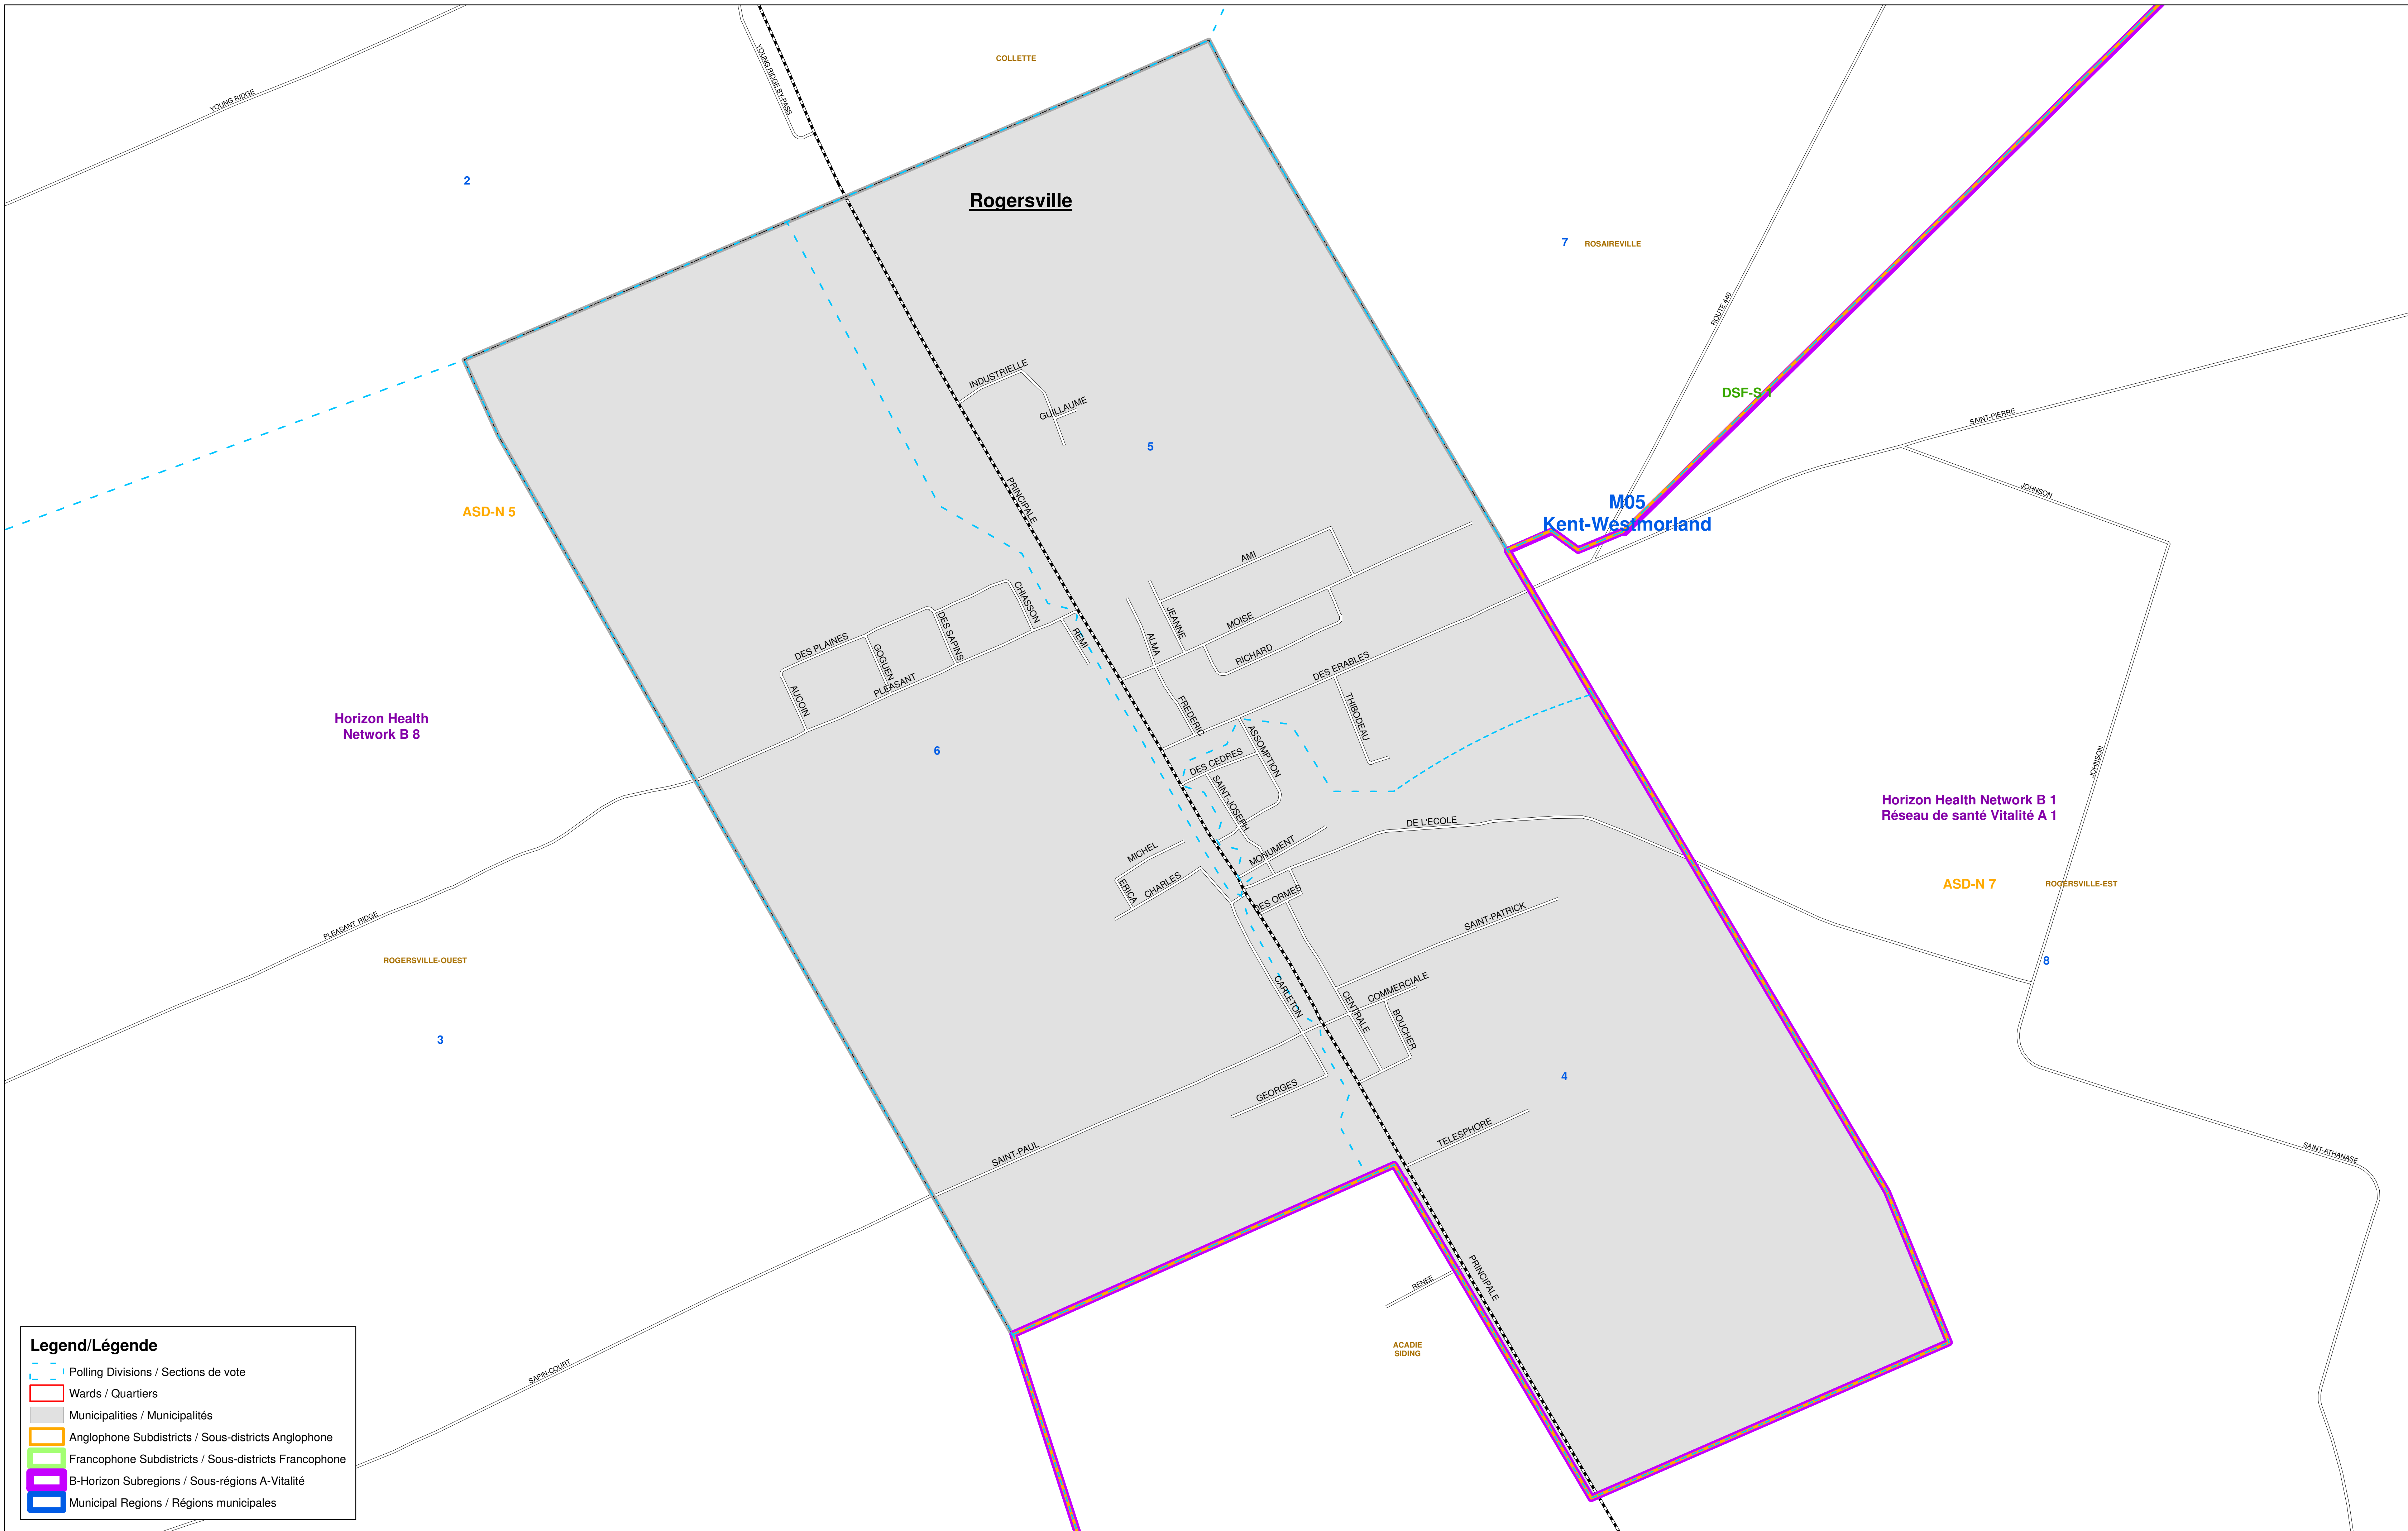 COLLETTE
YOUNG RIDGE BY-PASS
YOUNG RIDGE
2
Rogersville
7
ROSAIREVILLE
ROUTE 440
INDUSTRIELLE
GUILLAUME
DSF-S
SAINT-PIERRE
5
PRINCIPALE
ASD-N 5
M05
Kent-Westmorland
JOHNSON
AMI
CHIASSON
JEANNE
MOISE
DES SAPINS
REMI
ALMA
DES PLAINES
RICHARD
GOGUEN
DES ERABLES
PLEASANT
AUCOIN
FREDERIC
THIBODEAU
Horizon Health
Network B 8
6
ASSOMPTION
DES CEDRES
JOHNSON
SAINT-JOSEPH
Horizon Health Network B 1
Réseau de santé Vitalité A 1
DE L'ECOLE
MICHEL
MONUMENT
ERICA
CHARLES
DES ORMES
ASD-N 7
ROGERSVILLE-EST
PLEASANT RIDGE
SAINT-PATRICK
ROGERSVILLE-OUEST
8
CARLETON
COMMERCIALE
CENTRALE
BOUCHER
3
4
GEORGES
TELESPHORE
SAINT-PAUL
SAINT-ATHANASE
PRINCIPALE
RENEE
ACADIE
SIDING
SAPIN-COURT
Legend/Légende
Polling Divisions / Sections de vote
Wards / Quartiers
Municipalities / Municipalités
Anglophone Subdistricts / Sous-districts Anglophone
Francophone Subdistricts / Sous-districts Francophone
B-Horizon Subregions / Sous-régions A-Vitalité
Municipal Regions / Régions municipales